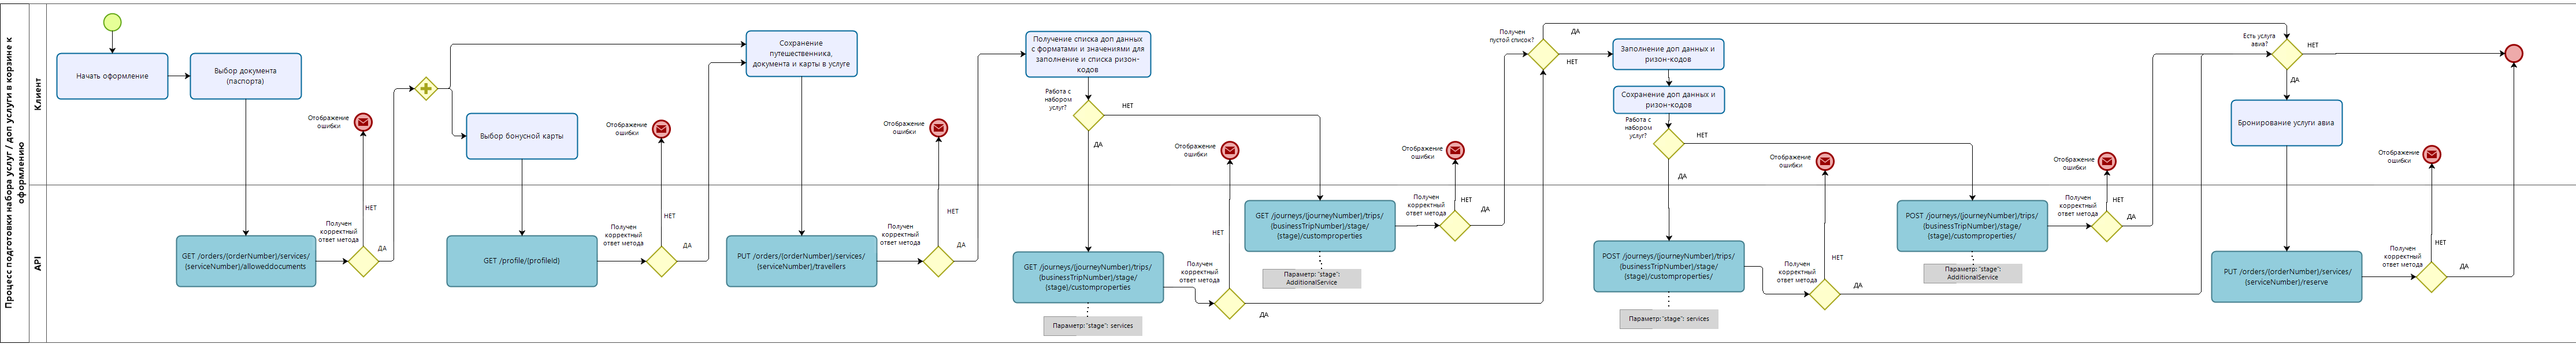 Процесс подготовки набора услуг / доп услуги в корзине к
оформлению
Клиент
API
Начать оформление
Выбор документа
(паспорта)
Отображение
ошибки
НЕТ
Получен
корректный
ответ метода
ДА
GET /orders/{orderNumber}/services/
{serviceNumber}/alloweddocuments
Выбор бонусной карты
Отображение
ошибки
НЕТ
Получен
корректный
ответ метода
ДА
GET /profile/{profileId}
Сохранение
путешественника,
документа и карты в услуге
Отображение
ошибки
НЕТ
Получен
корректный
ответ метода
ДА
PUT /orders/{orderNumber}/services/
{serviceNumber}/travellers
Получение списка доп данных
с форматами и значениями для
заполнение и списка ризон-
кодов
Работа с
набором
услуг?
НЕТ
ДА
GET /journeys/{journeyNumber}/trips/
{businessTripNumber}/stage/
{stage}/customproperties
Параметр: "stage": services
Отображение
ошибки
НЕТ
Получен
корректный
ответ метода
ДА
GET /journeys/{journeyNumber}/trips/
{businessTripNumber}/stage/
{stage}/customproperties
Параметр: "stage":
AdditionalService
Отображение
ошибки
Получен
корректный
ответ метода
НЕТ
ДА
Получен
пустой список?
ДА
НЕТ
Заполнение доп данных и
ризон-кодов
Сохранение доп данных и
ризон-кодов
Работа с
набором
услуг?
НЕТ
ДА
POST /journeys/{journeyNumber}/trips/
{businessTripNumber}/stage/
{stage}/customproperties/
Параметр: "stage": services
Отображение
ошибки
НЕТ
Получен
корректный
ответ метода
ДА
POST /journeys/{journeyNumber}/trips/
{businessTripNumber}/stage/
{stage}/customproperties/
Параметр: "stage":
AdditionalService
Отображение
ошибки
Получен
корректный
ответ метода
НЕТ
ДА
Есть услуга
авиа?
НЕТ
ДА
Бронирование услуги авиа
Отображение
ошибки
НЕТ
Получен
корректный
ответ метода
ДА
PUT /orders/{orderNumber}/services/
{serviceNumber}/reserve